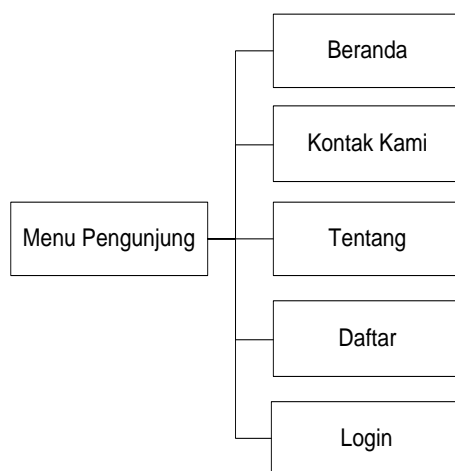 Beranda
Kontak Kami
Menu Pengunjung
Tentang
Daftar
Login